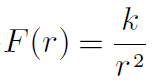 F(r) = k/r²